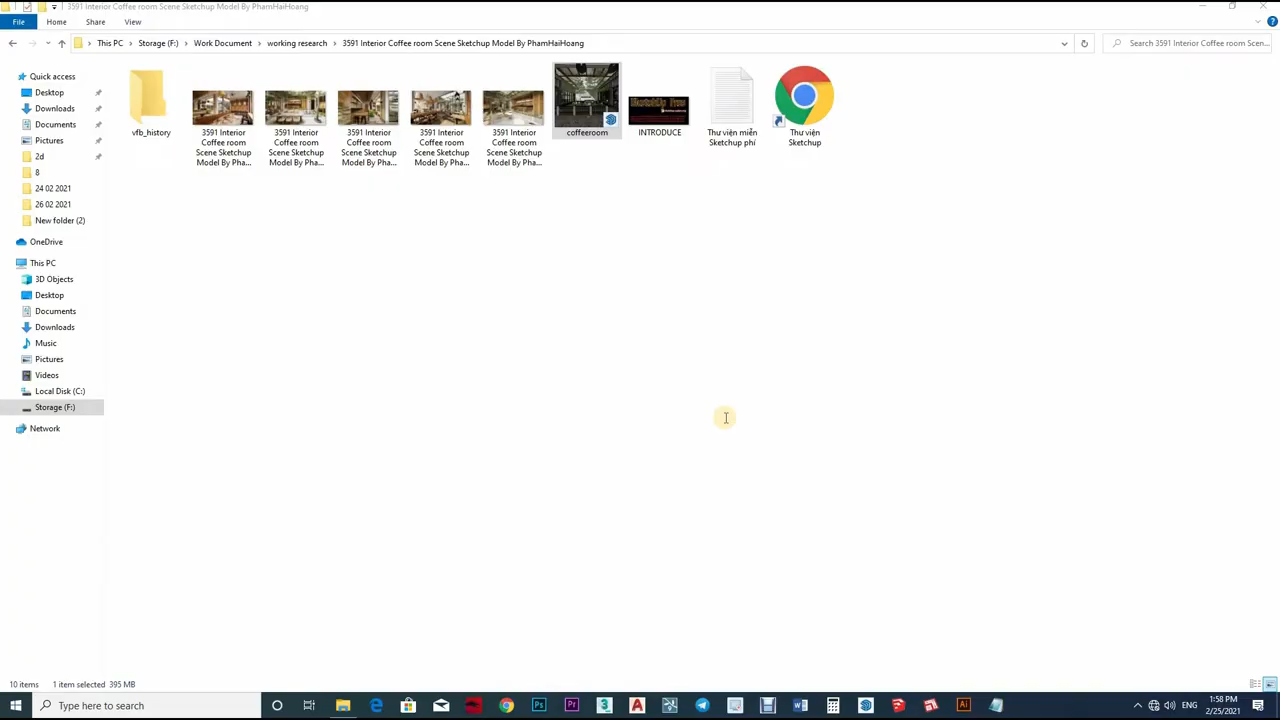 3591 Interior Coffee room Scene Sketchup Model By PhamHaiHoang
File
Home
Share
View
This PC
Storage (F:)
Work Document
working research
3591 Interior Coffee room Scene Sketchup Model By PhamHaiHoang
Search 3591 Interior Coffee room Scen...
Quick access
Desktop
Downloads
Documents
Pictures
2d
8
24 02 2021
26 02 2021
New folder (2)
OneDrive
This PC
3D Objects
Desktop
Documents
Downloads
Music
Pictures
Videos
Local Disk (C:)
Storage (F:)
Network
vfb_history
3591 Interior
Coffee room
Scene Sketchup
Model By Pha...
3591 Interior
Coffee room
Scene Sketchup
Model By Pha...
3591 Interior
Coffee room
Scene Sketchup
Model By Pha...
3591 Interior
Coffee room
Scene Sketchup
Model By Pha...
3591 Interior
Coffee room
Scene Sketchup
Model By Pha...
coffeeroom
INTRODUCE
Thư viện miễn
Sketchup phí
Thư viện
Sketchup
10 items
1 item selected 395 MB
Type here to search
Ps
Pr
3
A
W
Ai
ENG
1:58 PM
2/25/2021